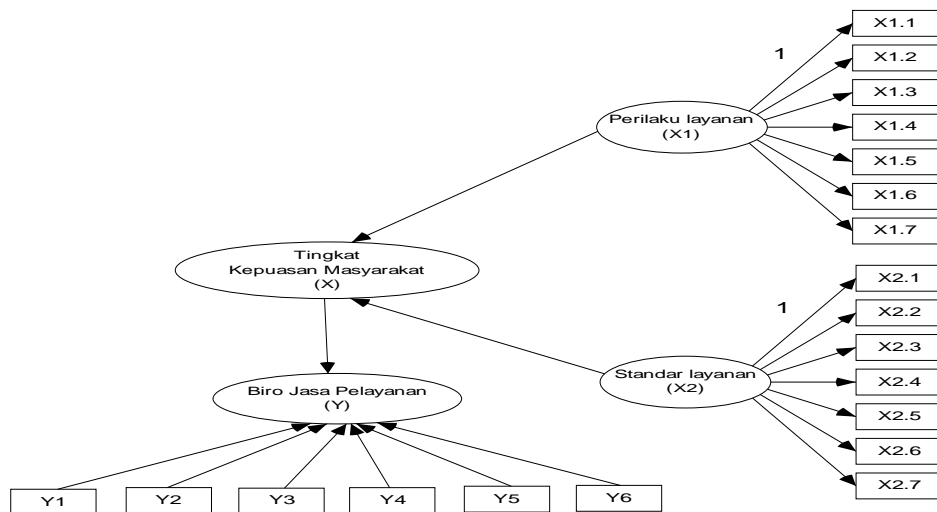 X1.1
1
X1.2
X1.3
Perilaku layanan
(X1)
X1.4
X1.5
X1.6
X1.7
Tingkat
Kepuasan Masyarakat
(X)
X2.1
1
X2.2
X2.3
Standar layanan
(X2)
X2.4
X2.5
X2.6
X2.7
Biro Jasa Pelayanan
(Y)
Y1
Y2
Y3
Y4
Y5
Y6